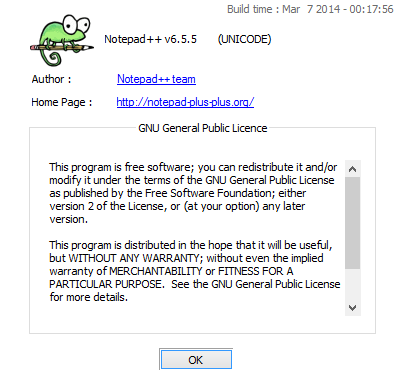 Build time : Mar 7 2014 - 00:17:56
Notepad++ v6.5.5 (UNICODE)
Author : Notepad++ team
Home Page : http://notepad-plus-plus.org/
GNU General Public Licence
This program is free software; you can redistribute it and/or
modify it under the terms of the GNU General Public License
as published by the Free Software Foundation; either
version 2 of the License, or (at your option) any later
version.
This program is distributed in the hope that it will be useful,
but WITHOUT ANY WARRANTY; without even the implied
warranty of MERCHANTABILITY or FITNESS FOR A
PARTICULAR PURPOSE. See the GNU General Public License
for more details.
OK